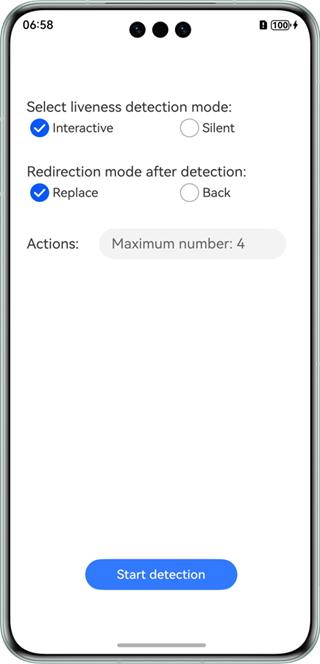 06:58
100
Select liveness detection mode:
Interactive Silent
Redirection mode after detection:
Replace Back
Actions: Maximum number: 4
Start detection